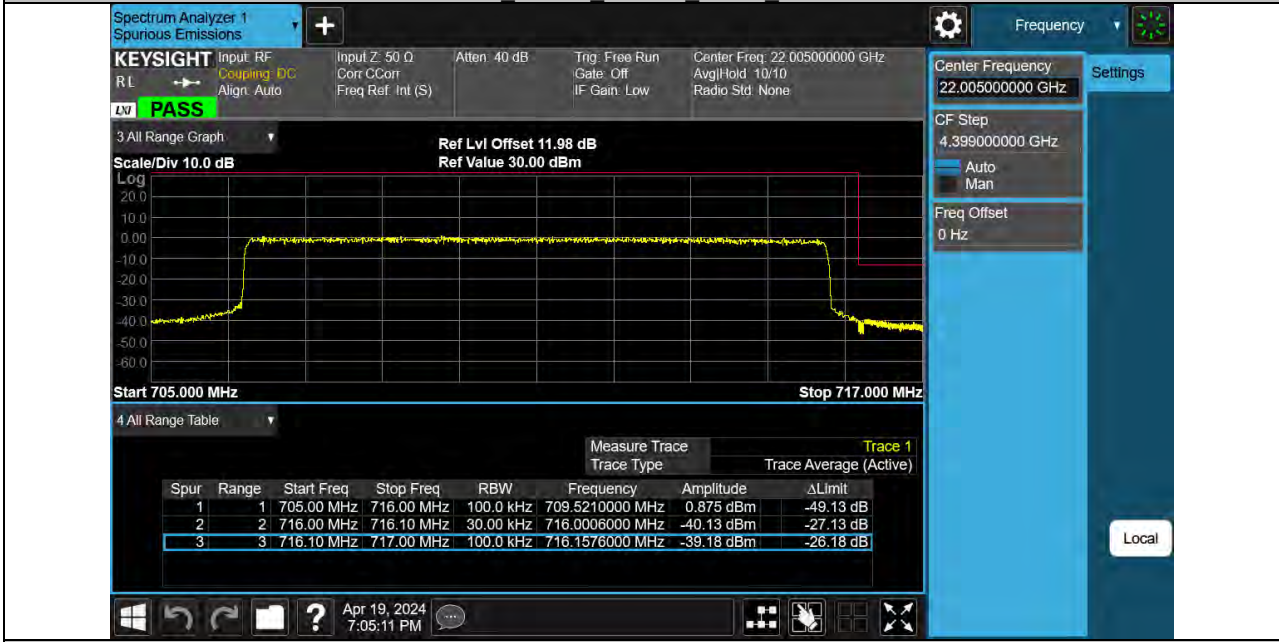 Spectrum Analyzer 1
Spurious Emissions
Frequency
KEYSIGHT Input: RF Input Z: 50 Ω Atten: 40 dB Trig: Free Run Center Freq: 22.005000000 GHz
RL Coupling: DC Corr CCorr Gate: Off Avg|Hold: 10/10
Align: Auto Freq Ref: Int (S) IF Gain: Low Radio Std: None
LXI PASS
Center Frequency
22.005000000 GHz
Settings
CF Step
4.399000000 GHz
Auto
Man
Freq Offset
0 Hz
3 All Range Graph
Ref Lvl Offset 11.98 dB
Scale/Div 10.0 dB Ref Value 30.00 dBm
Log
20.0
10.0
0.00
-10.0
-20.0
-30.0
-40.0
-50.0
-60.0
Start 705.000 MHz Stop 717.000 MHz
4 All Range Table
Measure Trace Trace 1
Trace Type Trace Average (Active)
Spur Range Start Freq Stop Freq RBW Frequency Amplitude ΔLimit
1 1 705.00 MHz 716.00 MHz 100.0 kHz 709.5210000 MHz 0.875 dBm -49.13 dB
2 2 716.00 MHz 716.10 MHz 30.00 kHz 716.0006000 MHz -40.13 dBm -27.13 dB
3 3 716.10 MHz 717.00 MHz 100.0 kHz 716.1576000 MHz -39.18 dBm -26.18 dB
Local
? Apr 19, 2024
7:05:11 PM